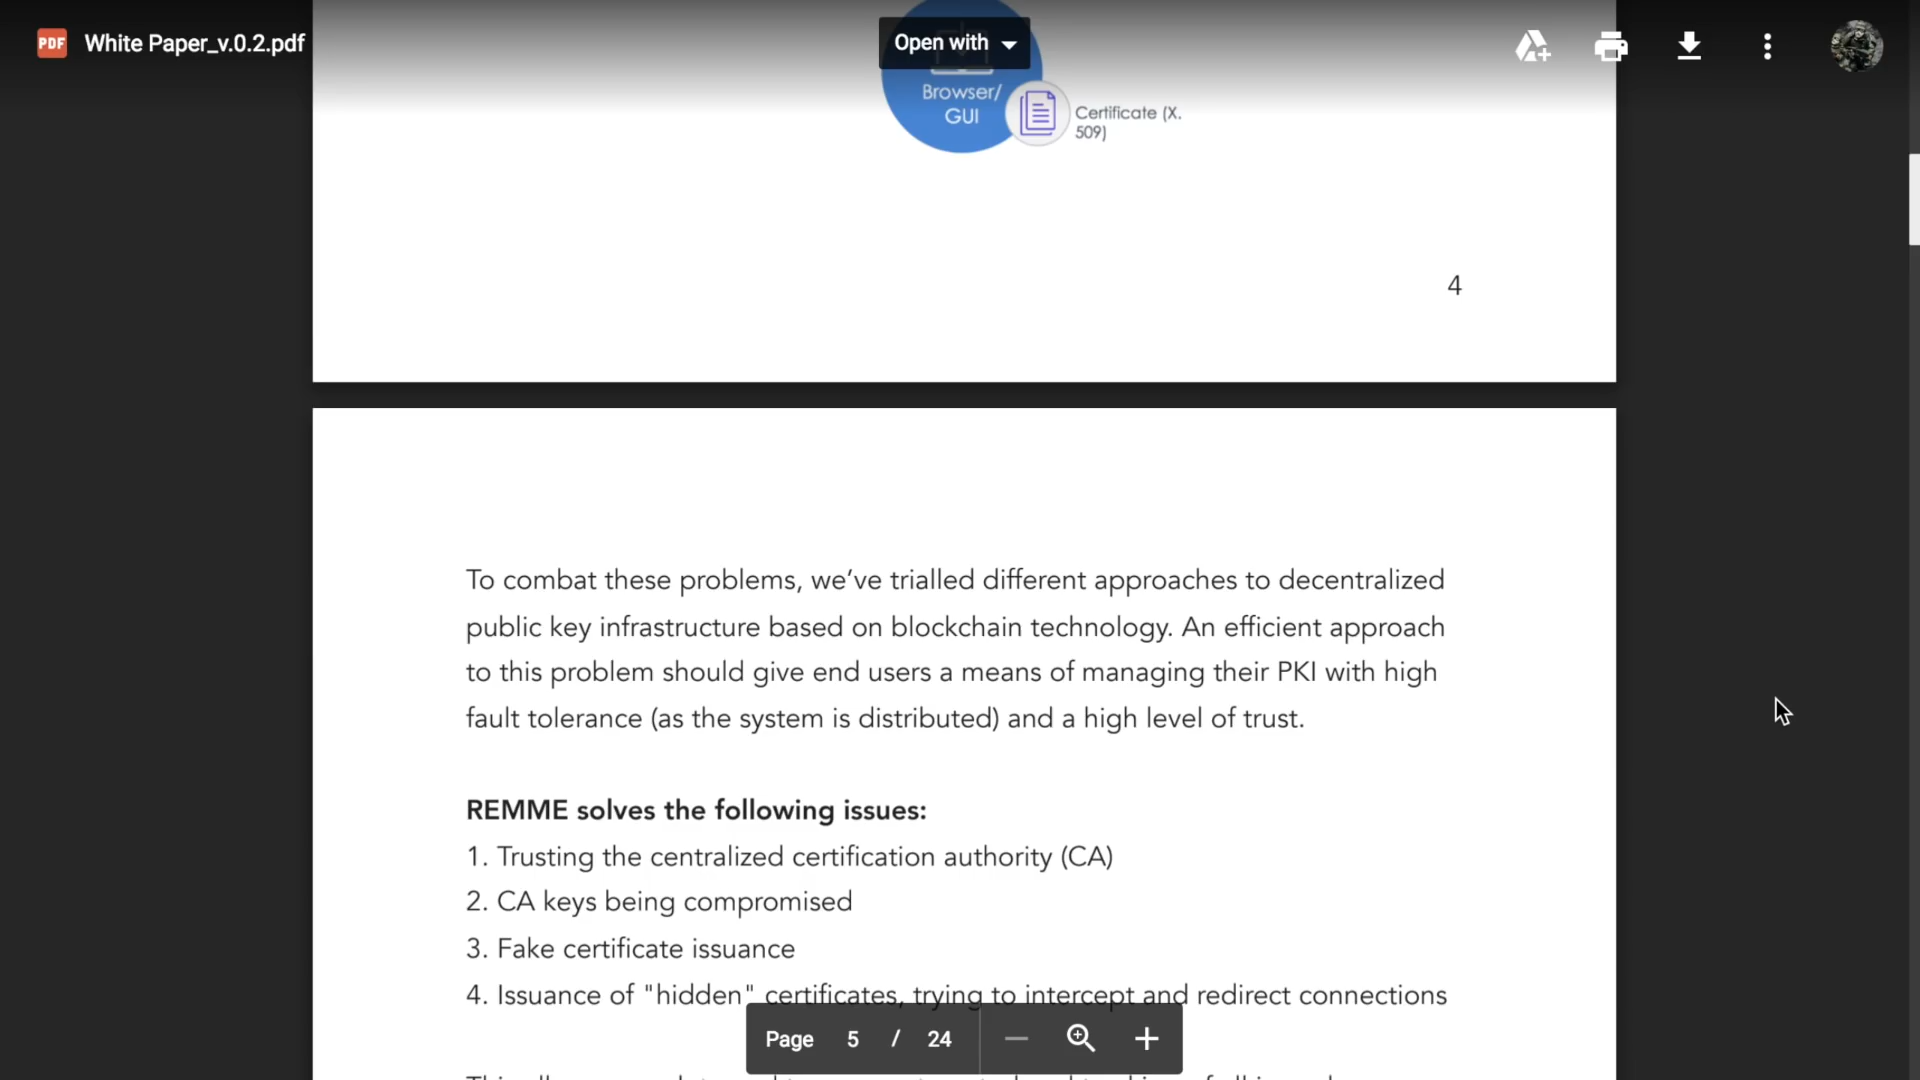 PDF White Paper_v.0.2.pdf
Open with
Browser/
GUI
Certificate (X.
509)
4
To combat these problems, we’ve trialled different approaches to decentralized
public key infrastructure based on blockchain technology. An efficient approach
to this problem should give end users a means of managing their PKI with high
fault tolerance (as the system is distributed) and a high level of trust.
REMME solves the following issues:
1. Trusting the centralized certification authority (CA)
2. CA keys being compromised
3. Fake certificate issuance
4. Issuance of "hidden" certificates, trying to intercept and redirect connections
Page 5 / 24